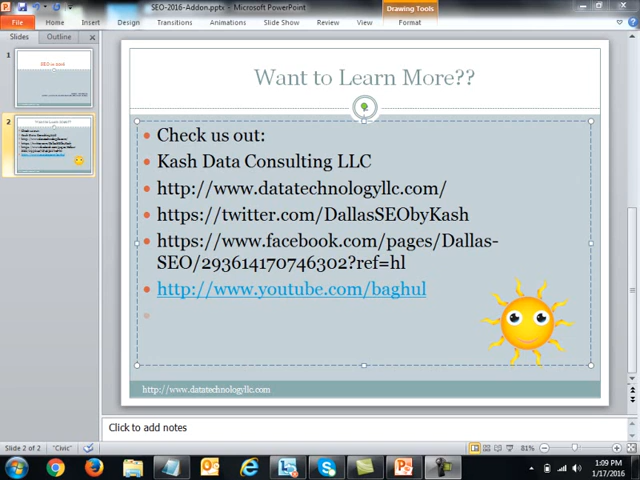 SEO-2016-Addon.pptx - Microsoft PowerPoint
Drawing Tools
File Home Insert Design Transitions Animations Slide Show Review View Format
Slides Outline
1
2
Want to Learn More??
Check us out:
Kash Data Consulting LLC
http://www.datatechnologyllc.com/
https://twitter.com/DallasSEObyKash
https://www.facebook.com/pages/Dallas-
SEO/293614170746302?ref=hl
http://www.youtube.com/baghul
http://www.datatechnologyllc.com
Click to add notes
Slide 2 of 2 "Civic" 81%
1:09 PM
1/17/2016